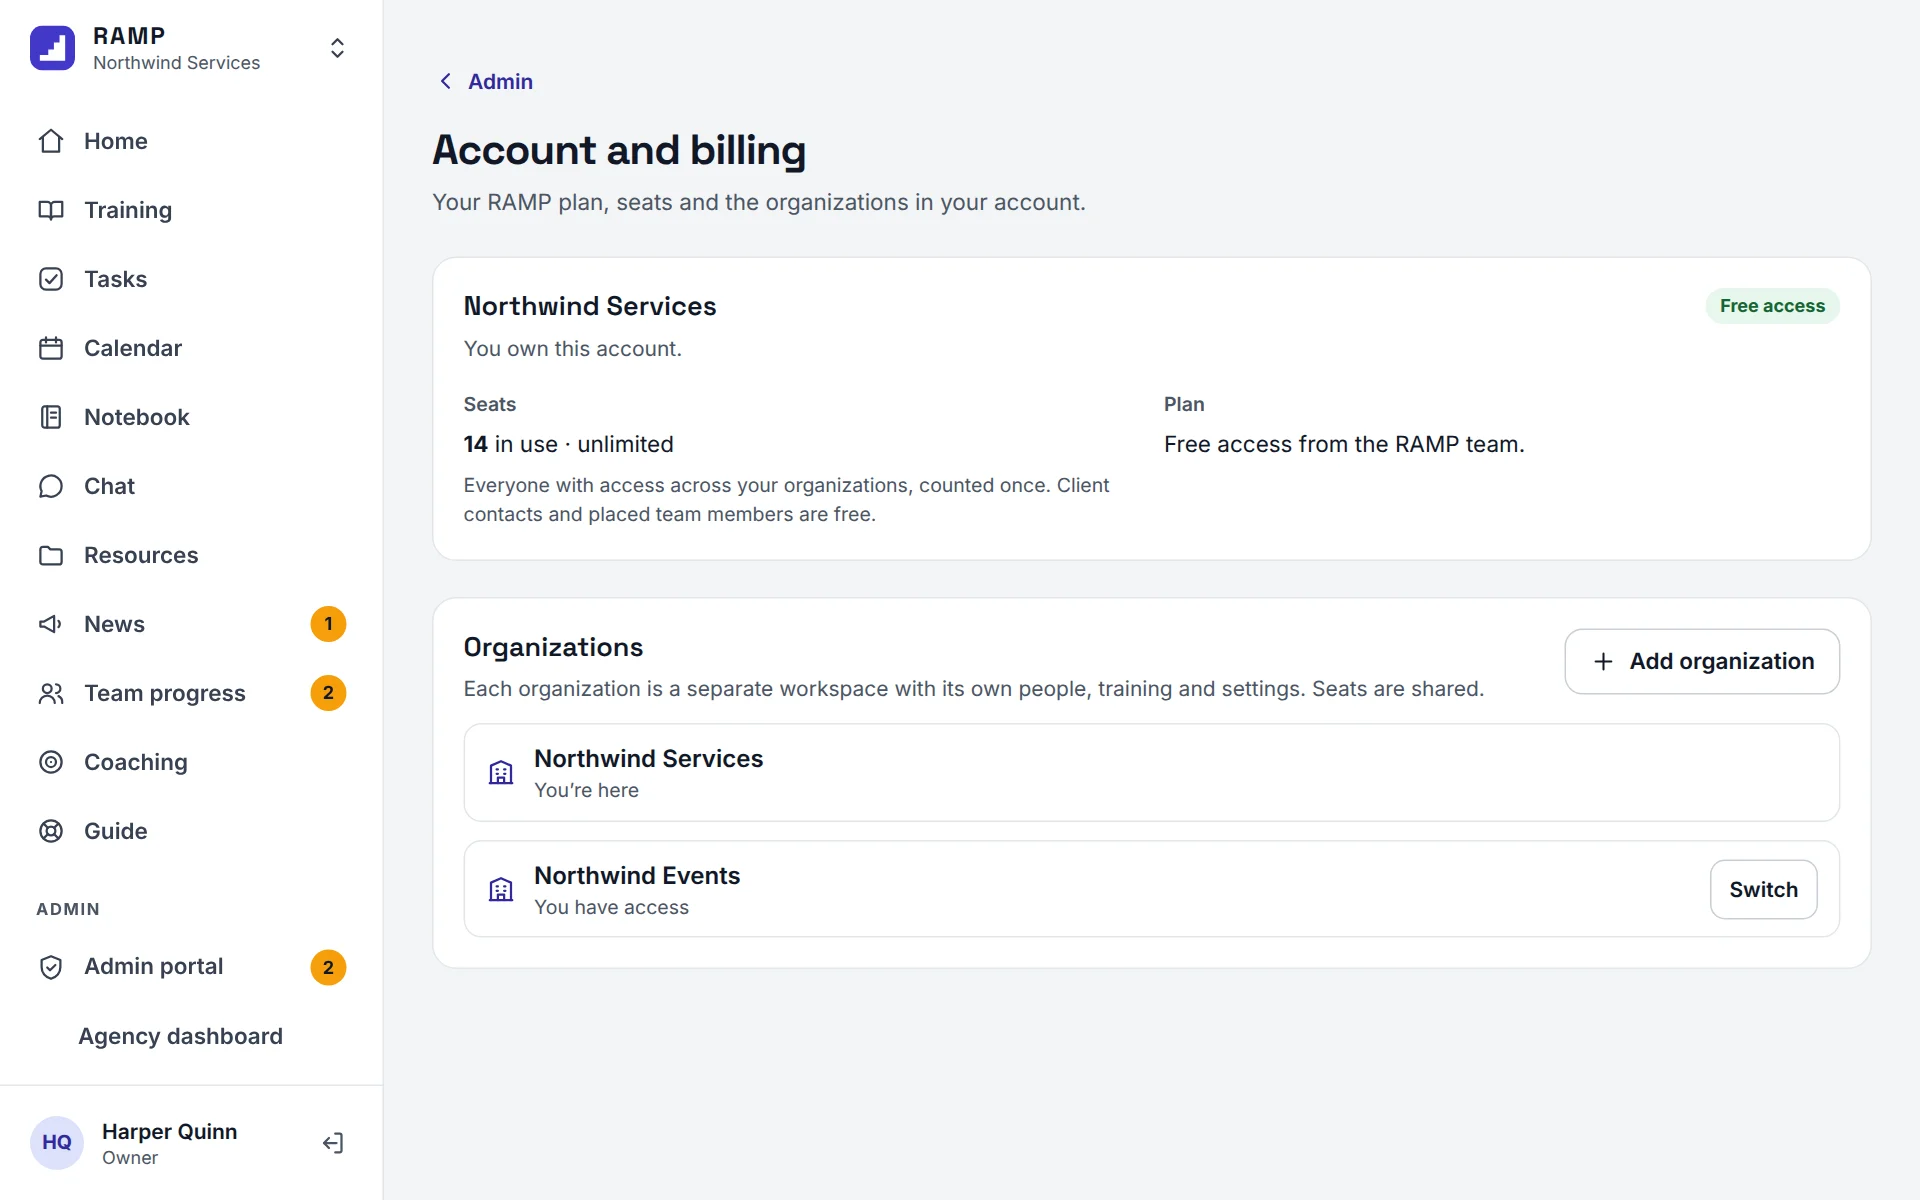 RAMP
Northwind Services
Home
Training
Tasks
Calendar
Notebook
Chat
Resources
News
1
Team progress
2
Coaching
Guide
ADMIN
Admin portal
2
Agency dashboard
HQ
Harper Quinn
Owner
Admin
Account and billing
Your RAMP plan, seats and the organizations in your account.
Northwind Services
Free access
You own this account.
Seats
14 in use · unlimited
Everyone with access across your organizations, counted once. Client
contacts and placed team members are free.
Plan
Free access from the RAMP team.
Organizations
Each organization is a separate workspace with its own people, training and settings. Seats are shared.
Add organization
Northwind Services
You’re here
Northwind Events
You have access
Switch